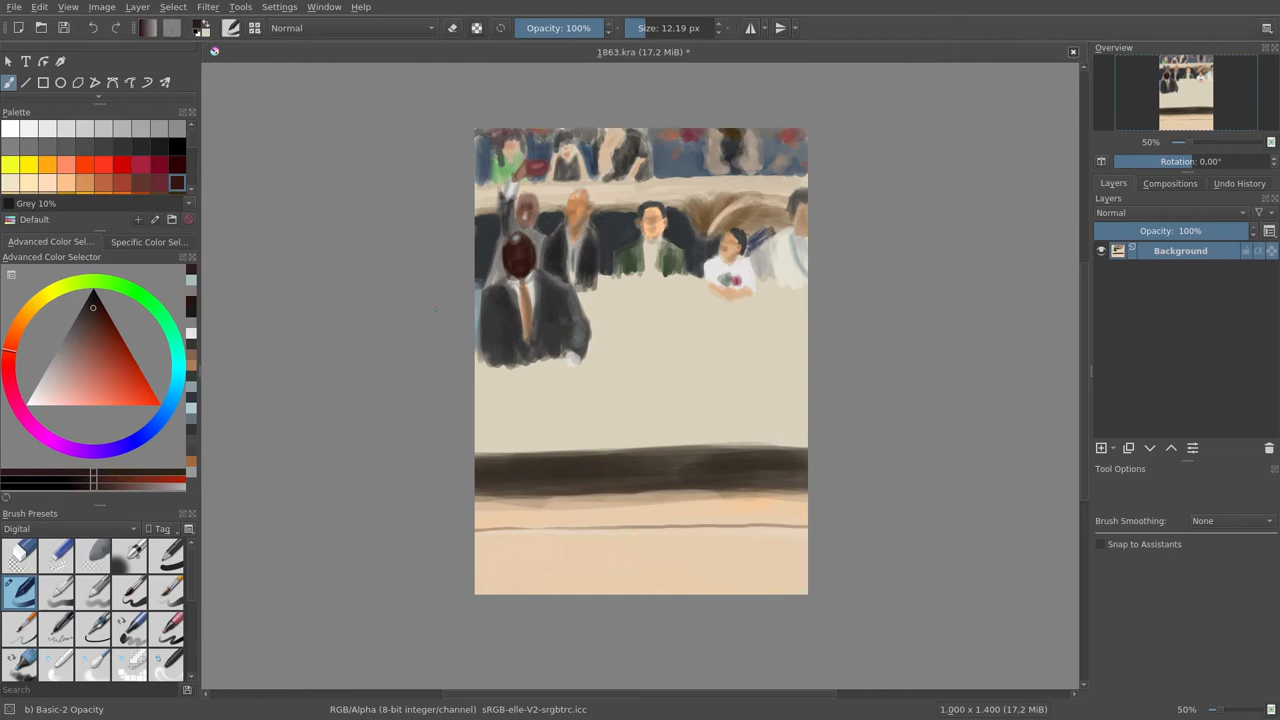 File Edit View Image Layer Select Filter Tools Settings Window Help
Normal Opacity: 100% Size: 12,19 px
1863.kra (17,2 MiB) *
Overview
50%
Rotation: 0,00°
Palette
Grey 10%
Default
Advanced Color Sel... Specific Color Sel...
Advanced Color Selector
Brush Presets
Digital Tag
Search
Layers Compositions Undo History
Layers
Normal
Opacity: 100%
Background
Tool Options
Brush Smoothing: None
Snap to Assistants
b) Basic-2 Opacity RGB/Alpha (8-bit integer/channel) sRGB-elle-V2-srgbtrc.icc 1.000 x 1.400 (17,2 MiB) 50%